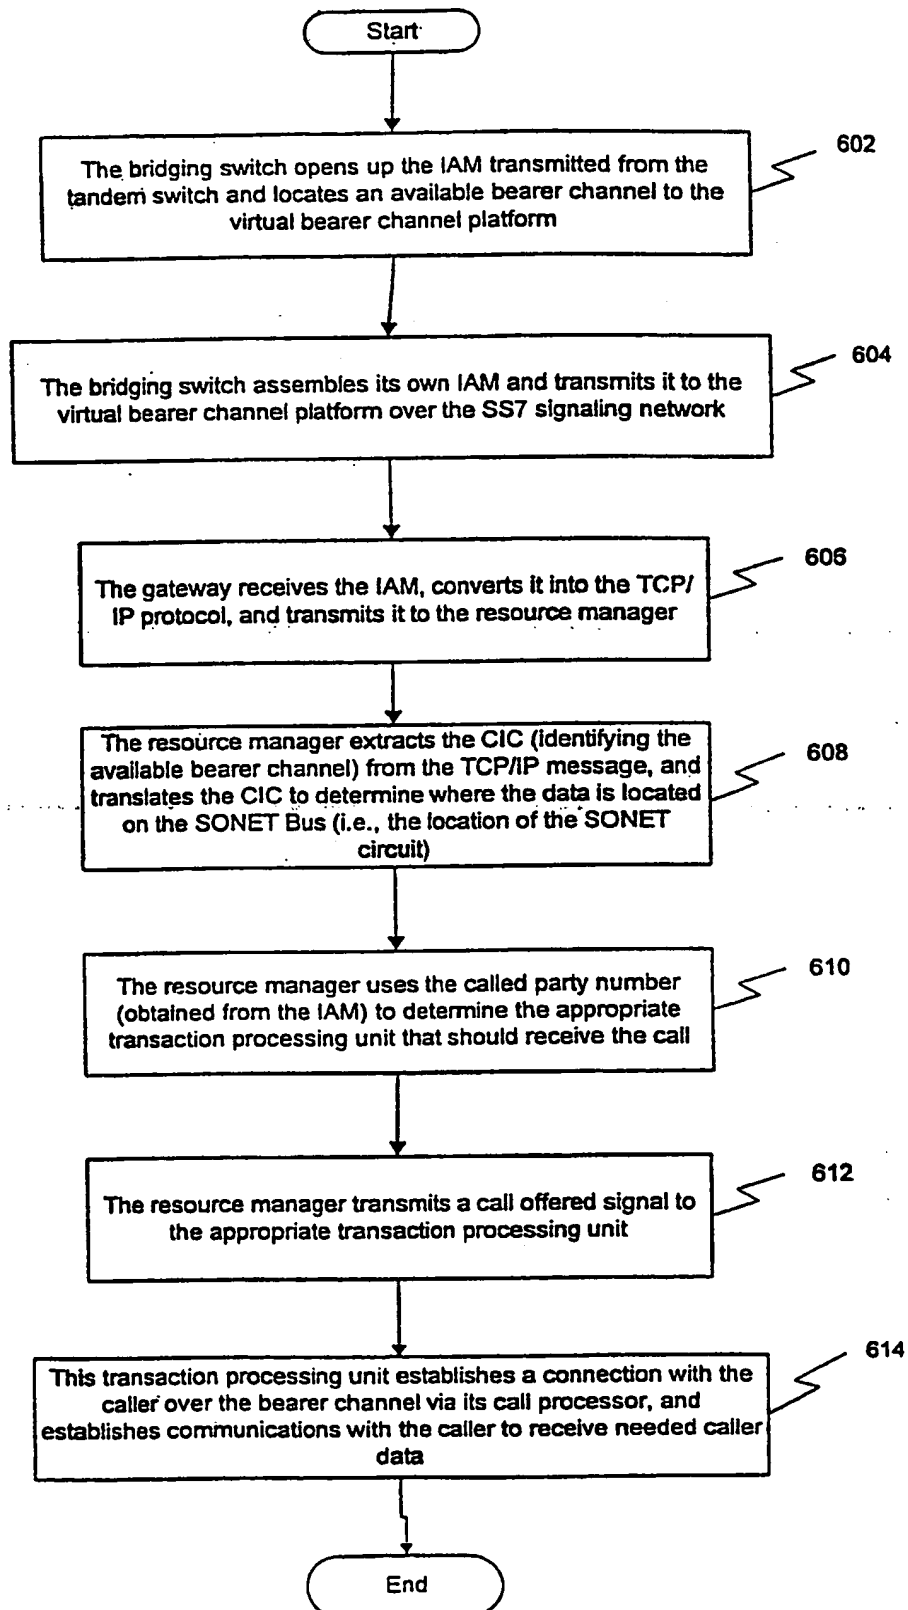 Start
The bridging switch opens up the IAM transmitted from the
tandem switch and locates an available bearer channel to the
virtual bearer channel platform
602
The bridging switch assembles its own IAM and transmits it to the
virtual bearer channel platform over the SS7 signaling network
604
The gateway receives the IAM, converts it into the TCP/
IP protocol, and transmits it to the resource manager
606
The resource manager extracts the CIC (identifying the
available bearer channel) from the TCP/IP message, and
translates the CIC to determine where the data is located
on the SONET Bus (i.e., the location of the SONET
circuit)
608
The resource manager uses the called party number
(obtained from the IAM) to determine the appropriate
transaction processing unit that should receive the call
610
The resource manager transmits a call offered signal to
the appropriate transaction processing unit
612
This transaction processing unit establishes a connection with the
caller over the bearer channel via its call processor, and
establishes communications with the caller to receive needed caller
data
614
End